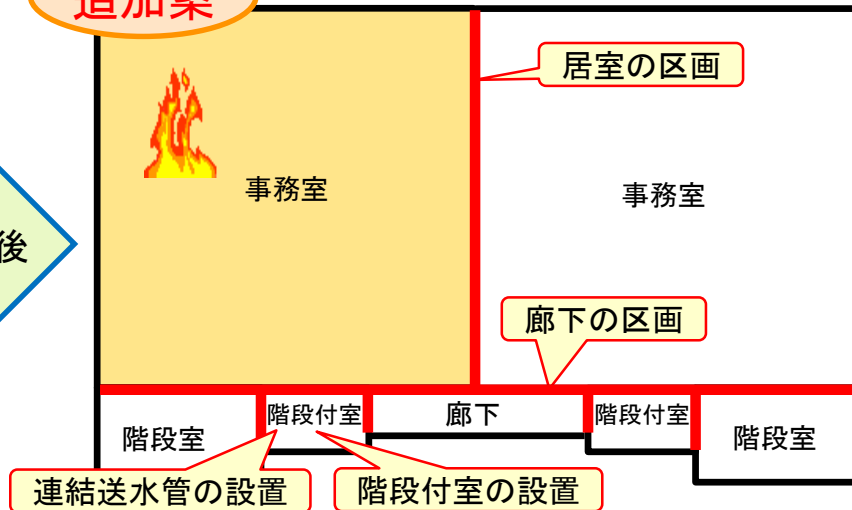 追加案
居室の区画
事務室
事務室
後
廊下の区画
階段室
階段付室
廊下
階段付室
階段室
連結送水管の設置
階段付室の設置